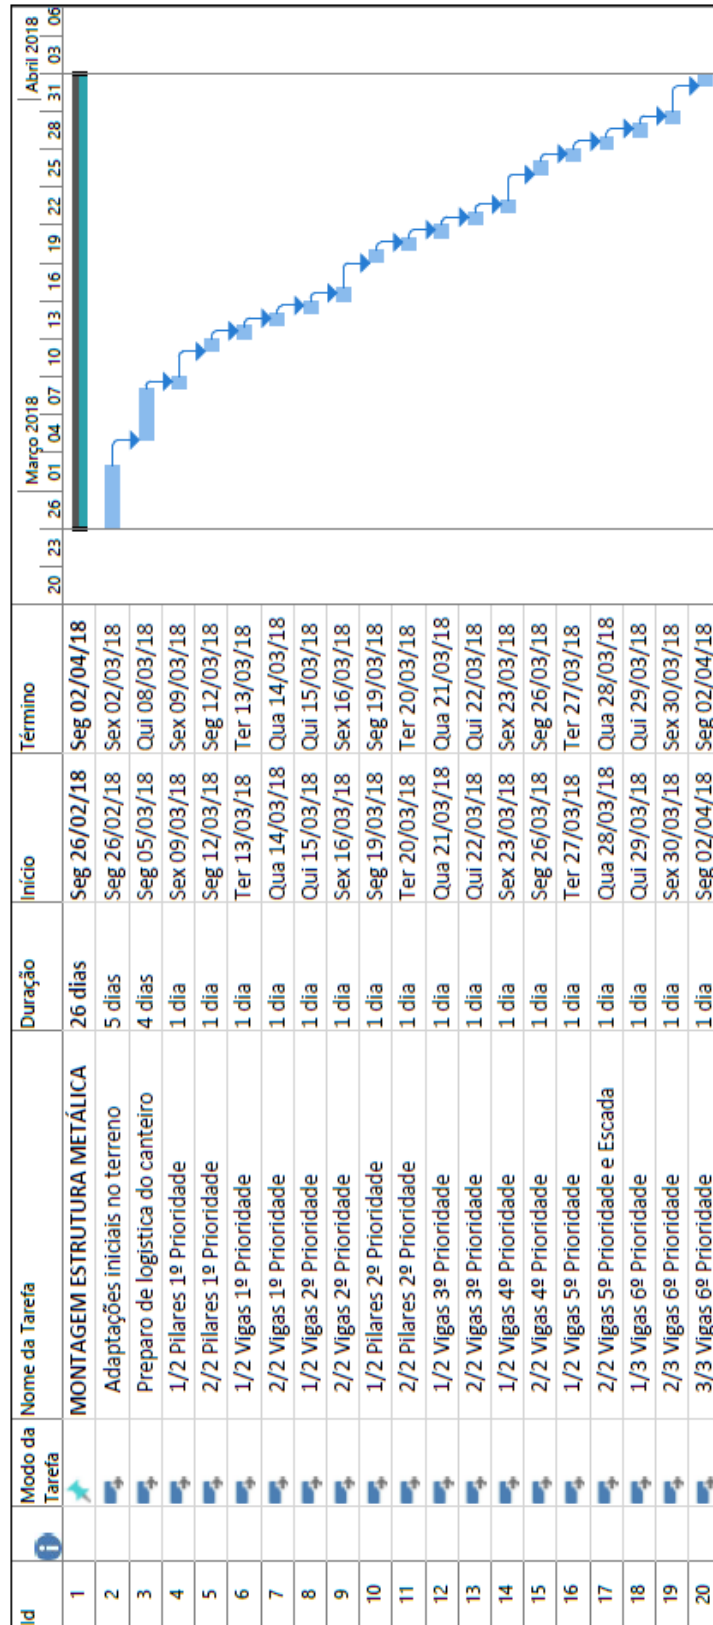 Id Modo da Tarefa Nome da Tarefa Duração Início Término
Março 2018 Abril 2018
20 23 26 01 04 07 10 13 16 19 22 25 28 31 03 06
1 MONTAGEM ESTRUTURA METÁLICA 26 dias Seg 26/02/18 Seg 02/04/18
2 Adaptações iniciais no terreno 5 dias Seg 26/02/18 Sex 02/03/18
3 Preparo de logística do canteiro 4 dias Seg 05/03/18 Qui 08/03/18
4 1/2 Pilares 1º Prioridade 1 dia Sex 09/03/18 Sex 09/03/18
5 2/2 Pilares 1º Prioridade 1 dia Seg 12/03/18 Seg 12/03/18
6 1/2 Vigas 1º Prioridade 1 dia Ter 13/03/18 Ter 13/03/18
7 2/2 Vigas 1º Prioridade 1 dia Qua 14/03/18 Qua 14/03/18
8 1/2 Vigas 2º Prioridade 1 dia Qui 15/03/18 Qui 15/03/18
9 2/2 Vigas 2º Prioridade 1 dia Sex 16/03/18 Sex 16/03/18
10 1/2 Pilares 2º Prioridade 1 dia Seg 19/03/18 Seg 19/03/18
11 2/2 Pilares 2º Prioridade 1 dia Ter 20/03/18 Ter 20/03/18
12 1/2 Vigas 3º Prioridade 1 dia Qua 21/03/18 Qua 21/03/18
13 2/2 Vigas 3º Prioridade 1 dia Qui 22/03/18 Qui 22/03/18
14 1/2 Vigas 4º Prioridade 1 dia Sex 23/03/18 Sex 23/03/18
15 2/2 Vigas 4º Prioridade 1 dia Seg 26/03/18 Seg 26/03/18
16 1/2 Vigas 5º Prioridade 1 dia Ter 27/03/18 Ter 27/03/18
17 2/2 Vigas 5º Prioridade e Escada 1 dia Qua 28/03/18 Qua 28/03/18
18 1/3 Vigas 6º Prioridade 1 dia Qui 29/03/18 Qui 29/03/18
19 2/3 Vigas 6º Prioridade 1 dia Sex 30/03/18 Sex 30/03/18
20 3/3 Vigas 6º Prioridade 1 dia Seg 02/04/18 Seg 02/04/18